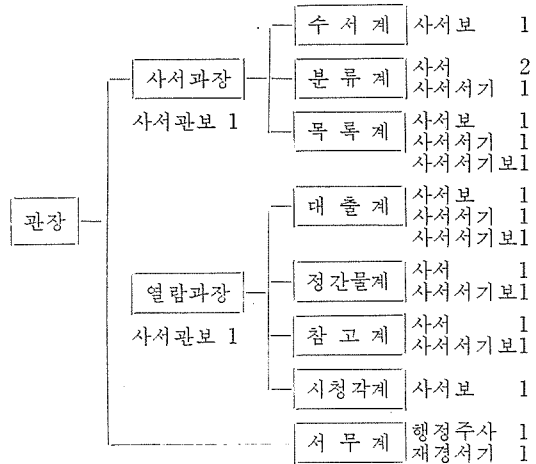 관장
사서과장
사서관보 1
수 서 계 사서보 1
분 류 계 사서 2
사서서기 1
목 록 계 사서보 1
사서서기 1
사서서기보1
열람과장
사서관보 1
대 출 계 사서보 1
사서서기 1
사서서기보1
정간물계 사서 1
사서서기보1
참 고 계 사서 1
사서서기보1
시청각계 사서보 1
서 무 계 행정주사 1
재경서기 1